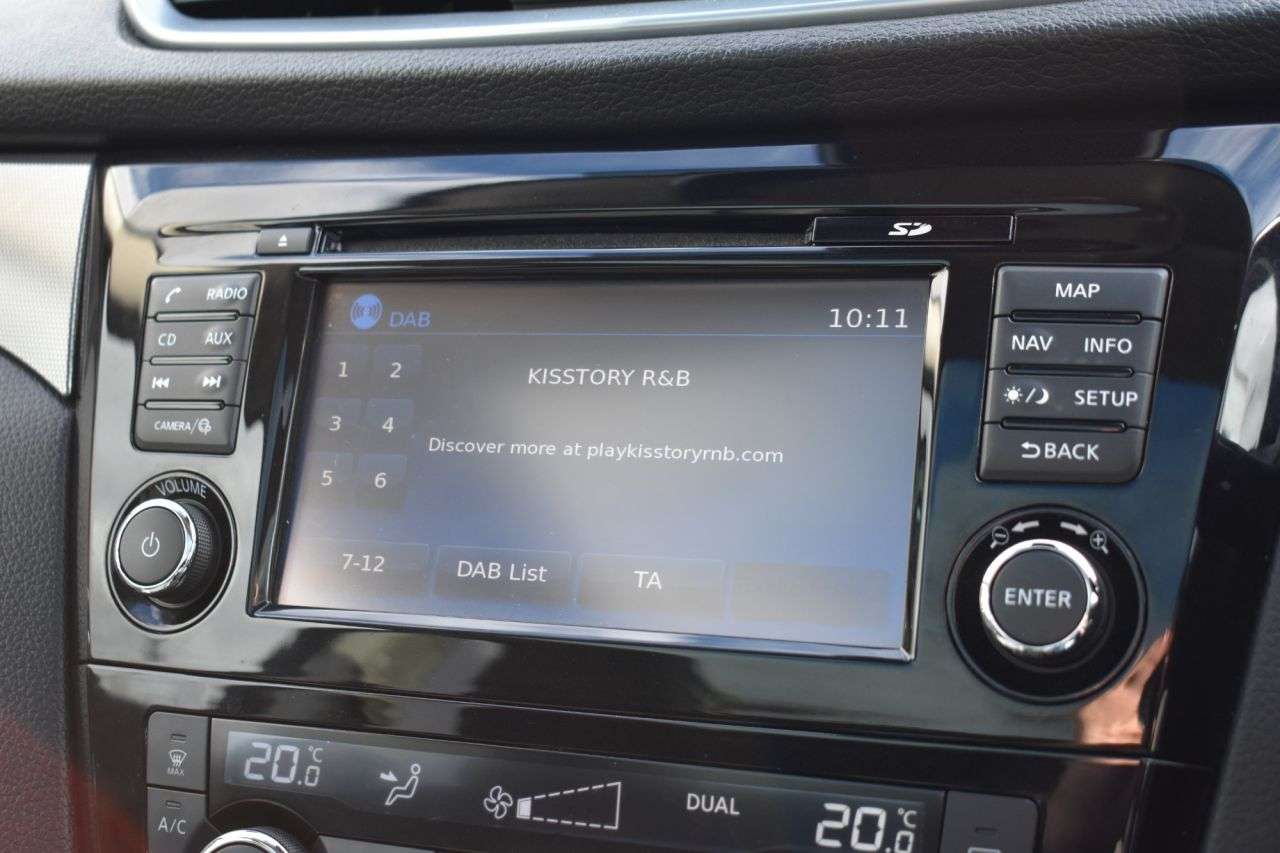 SD
RADIO
CD AUX
CAMERA/
VOLUME
DAB
10:11
1 2
3 4
5 6
KISSTORY R&B
Discover more at playkisstoryrnb.com
7-12
DAB List
TA
MAP
NAV INFO
SETUP
BACK
ENTER
MAX
A/C
20.0 °C
DUAL
20.0 °C